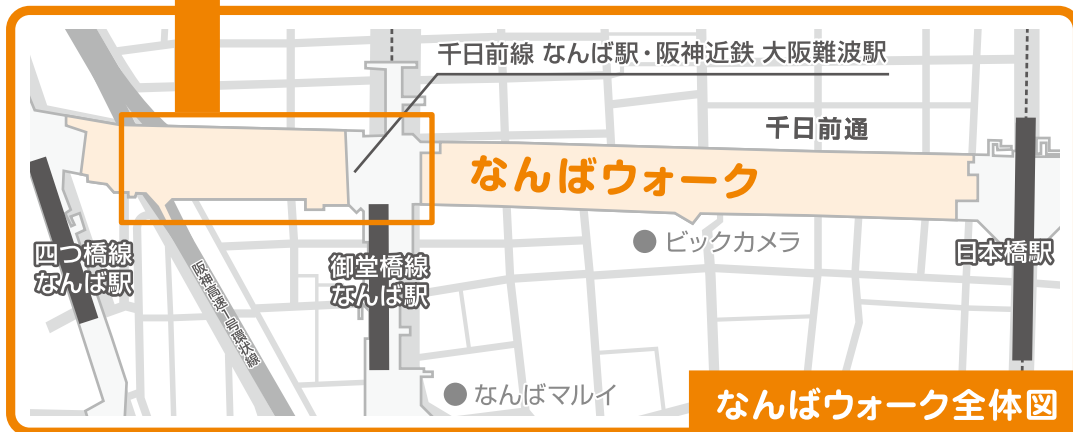 千日前線 なんば駅・阪神近鉄 大阪難波駅
千日前通
なんばウォーク
ビックカメラ
四つ橋線
なんば駅
御堂橋線
なんば駅
日本橋駅
阪神高速1号環状線
なんばマルイ
なんばウォーク全体図